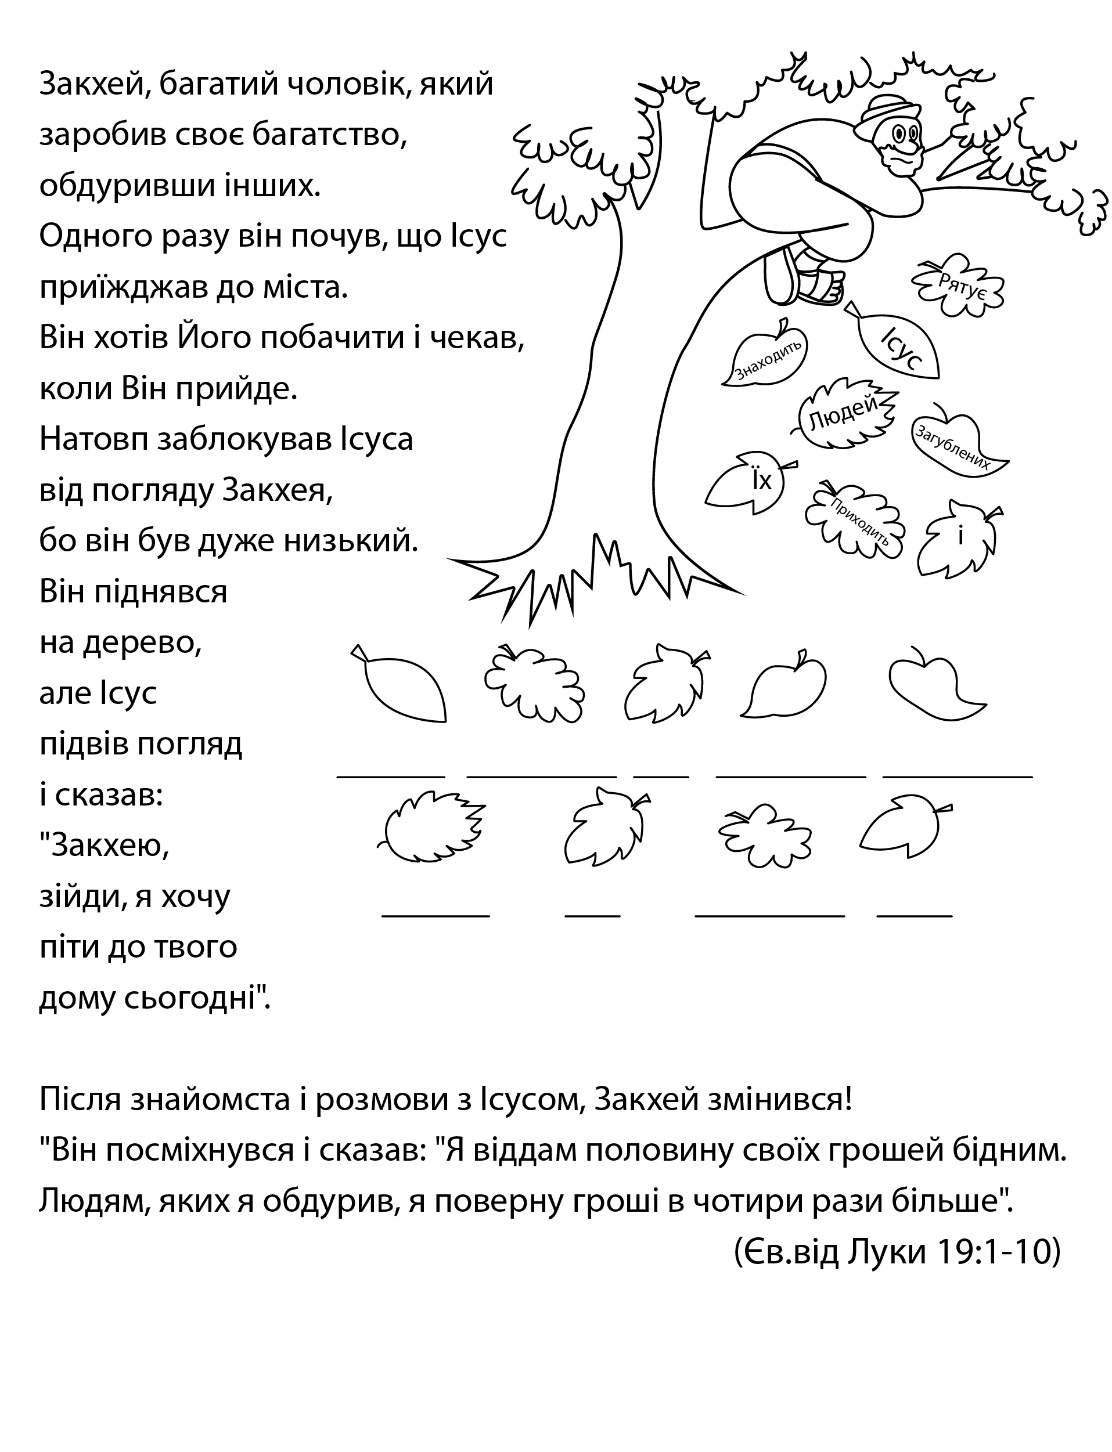 Закхей, багатий чоловік, який
заробив своє багатство,
обдуривши інших.
Одного разу він почув, що Ісус
приїжджав до міста.
Він хотів Його побачити і чекав,
коли Він прийде.
Натовп заблокував Ісуса
від погляду Закхея,
бо він був дуже низький.
Він піднявся
на дерево,
але Ісус
підвів погляд
і сказав:
"Закхею,
зійди, я хочу
піти до твого
дому сьогодні".
Рятує
Ісус
Знаходить
Людей
Загублених
Їх
Приходить
і
Після знайомста і розмови з Ісусом, Закхей змінився!
"Він посміхнувся і сказав: "Я віддам половину своїх грошей бідним.
Людям, яких я обдурив, я поверну гроші в чотири рази більше".
(Єв.від Луки 19:1-10)